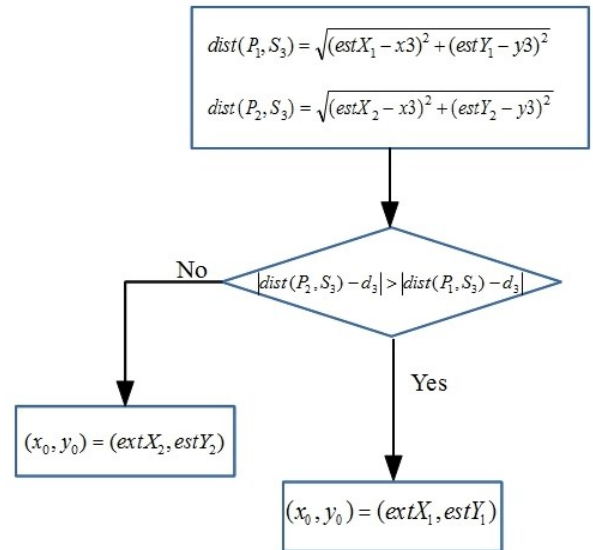 dist(P₁,S₃)=√(estX₁−x3)²+(estY₁−y3)²
dist(P₂,S₃)=√(estX₂−x3)²+(estY₂−y3)²
|dist(P₂,S₃)−d₃|>|dist(P₁,S₃)−d₃|
No
Yes
(x₀,y₀)=(extX₂,estY₂)
(x₀,y₀)=(extX₁,estY₁)